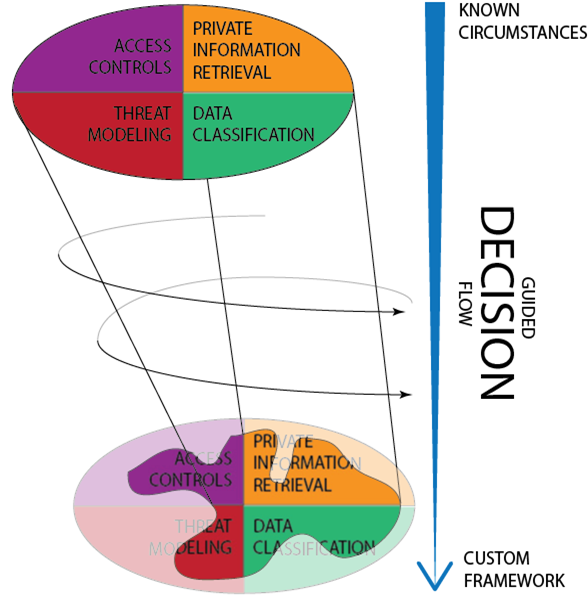 ACCESS
CONTROLS
PRIVATE
INFORMATION
RETRIEVAL
THREAT
MODELING
DATA
CLASSIFICATION
KNOWN
CIRCUMSTANCES
GUIDED
DECISION
FLOW
ACCESS
CONTROLS
PRIVATE
INFORMATION
RETRIEVAL
THREAT
MODELING
DATA
CLASSIFICATION
CUSTOM
FRAMEWORK